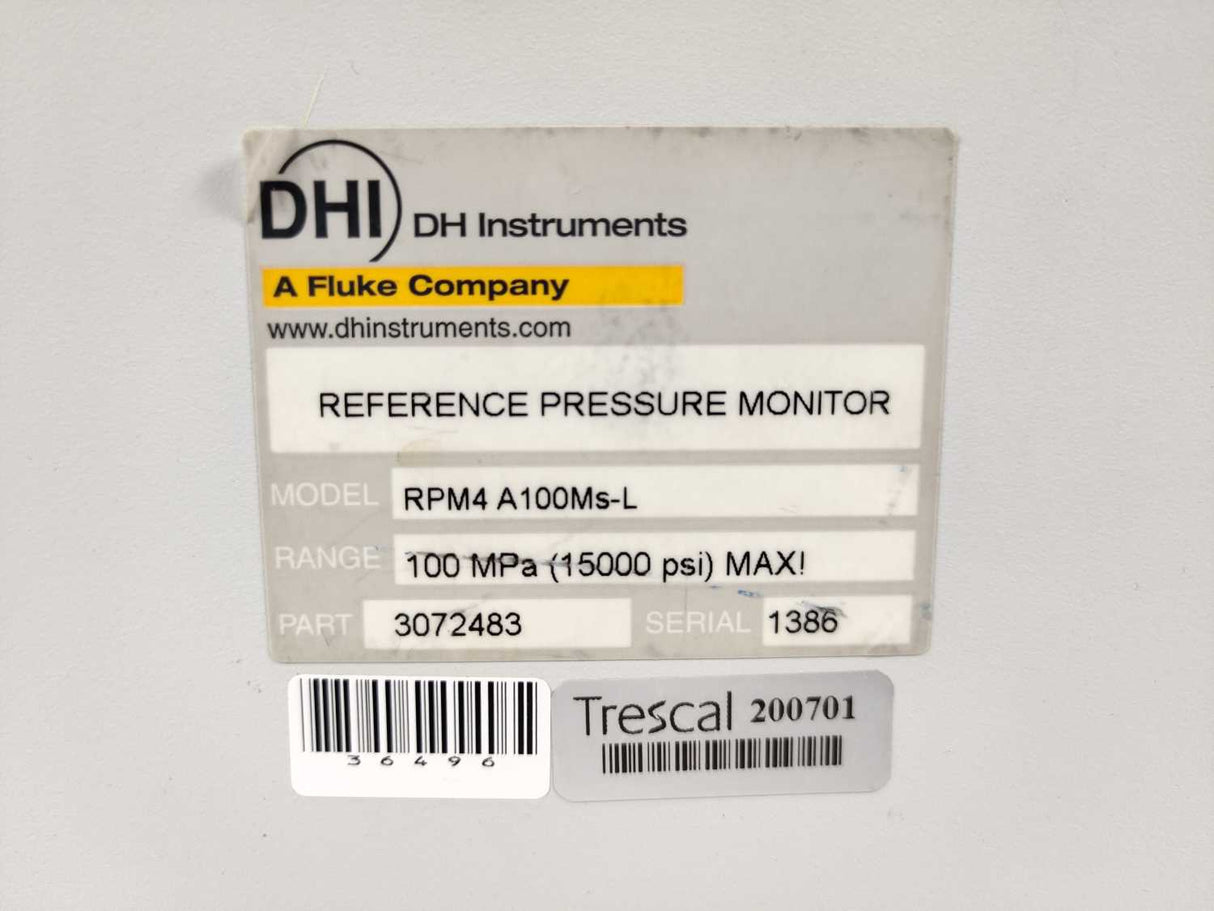 DHI DH Instruments
A Fluke Company
www.dhinstruments.com
REFERENCE PRESSURE MONITOR
MODEL RPM4 A100Ms-L
RANGE 100 MPa (15000 psi) MAX!
PART 3072483 SERIAL 1386
Trescal 200701
36496